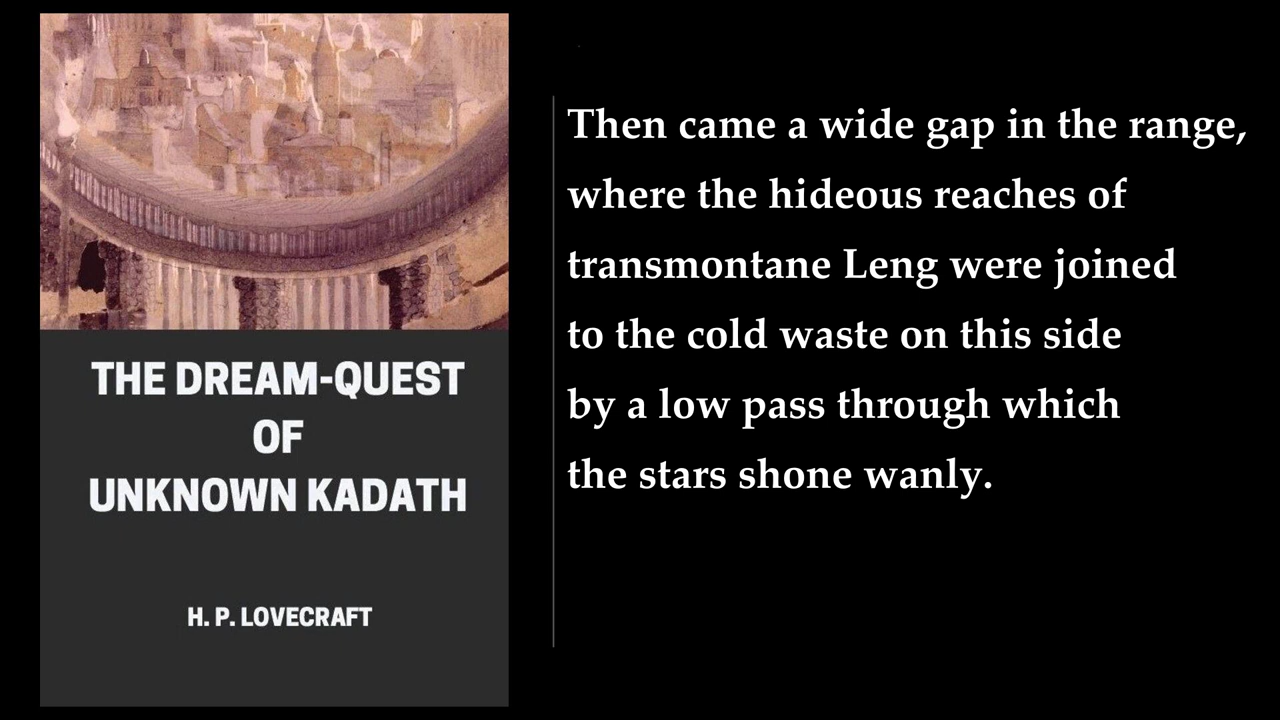 THE DREAM-QUEST
OF
UNKNOWN KADATH
H. P. LOVECRAFT
Then came a wide gap in the range,
where the hideous reaches of
transmontane Leng were joined
to the cold waste on this side
by a low pass through which
the stars shone wanly.